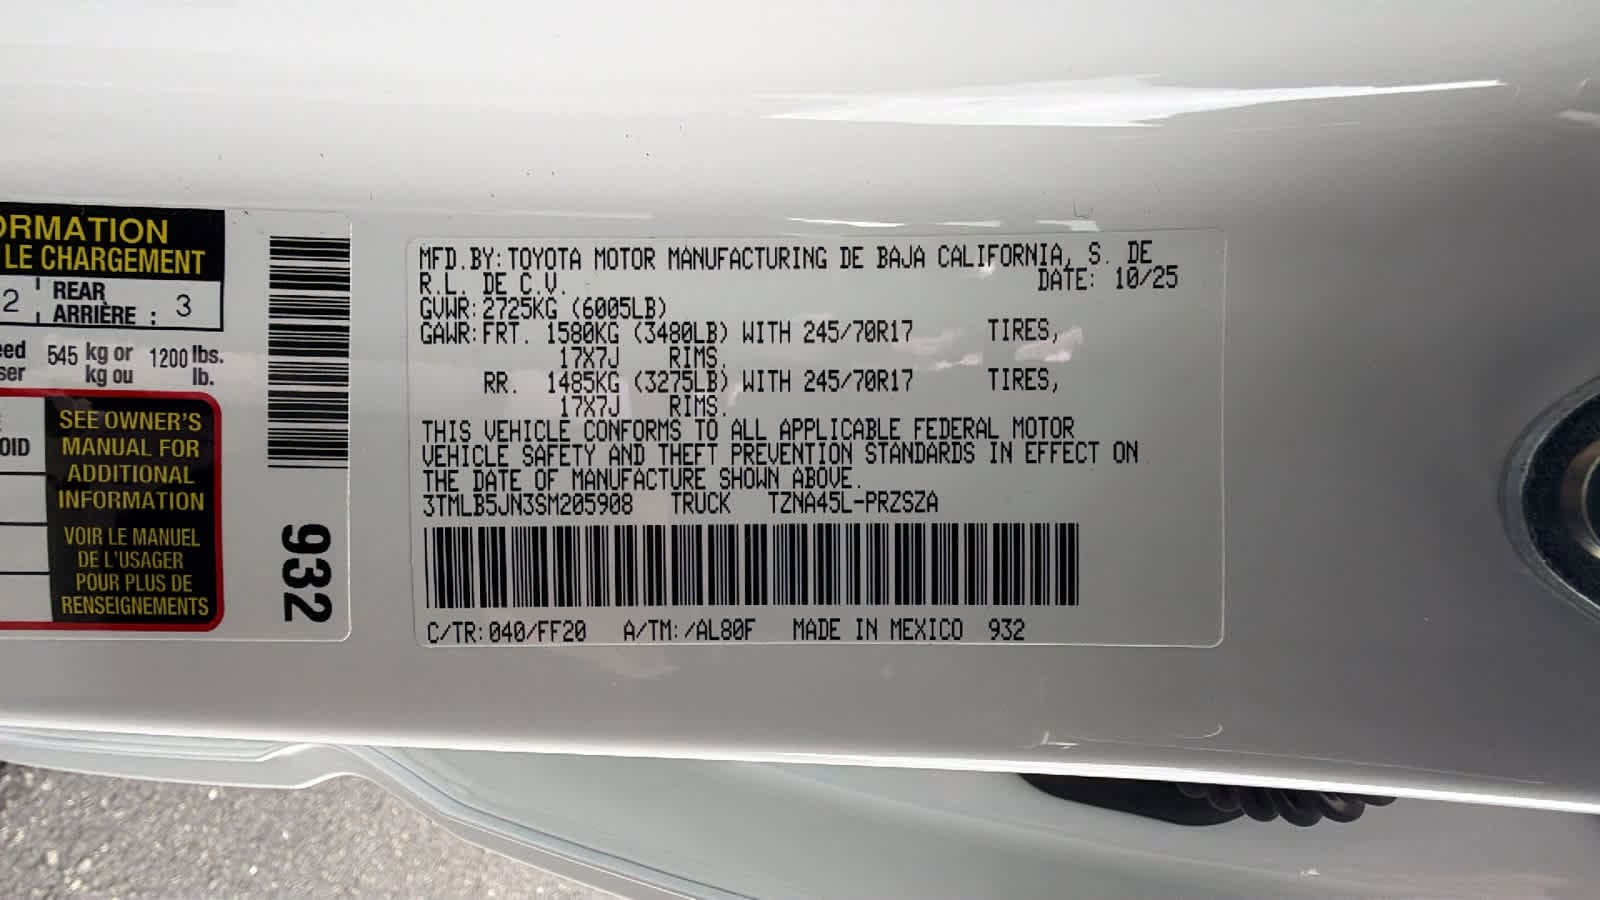 ORMATION
LE CHARGEMENT
2 REAR
ARRIÈRE : 3
545 kg or 1200 lbs.
kg ou lb.
OID
SEE OWNER'S
MANUAL FOR
ADDITIONAL
INFORMATION
VOIR LE MANUEL
DE L'USAGER
POUR PLUS DE
RENSEIGNEMENTS
932
MFD.BY:TOYOTA MOTOR MANUFACTURING DE BAJA CALIFORNIA, S. DE
R.L. DE C.V. DATE: 10/25
GVWR:2725KG (6005LB)
GAWR:FRT. 1580KG (3480LB) WITH 245/70R17 TIRES,
17X7J RIMS.
RR. 1485KG (3275LB) WITH 245/70R17 TIRES,
17X7J RIMS.
THIS VEHICLE CONFORMS TO ALL APPLICABLE FEDERAL MOTOR
VEHICLE SAFETY AND THEFT PREVENTION STANDARDS IN EFFECT ON
THE DATE OF MANUFACTURE SHOWN ABOVE.
3TMLB5JN3SM205908 TRUCK TZNA45L-PRZSZA
C/TR:040/FF20 A/TM:/AL80F MADE IN MEXICO 932